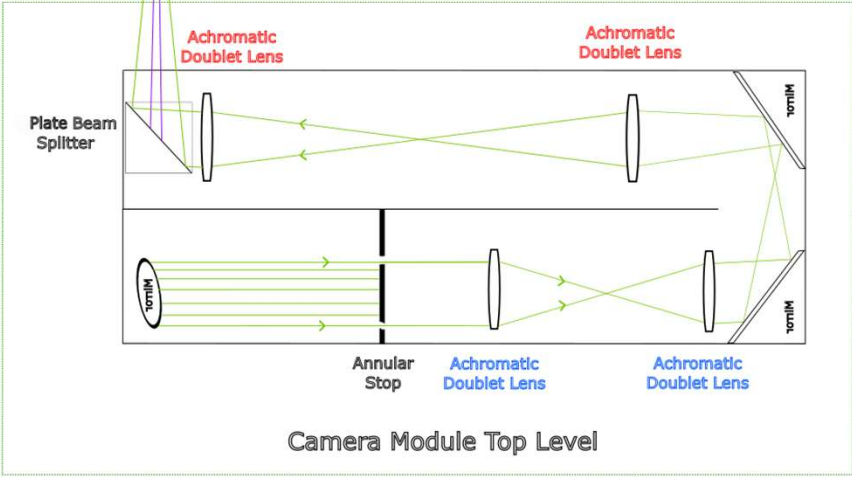 Achromatic
Doublet Lens
Achromatic
Doublet Lens
Mirror
Plate Beam
Splitter
Mirror
Mirror
Annular
Stop
Achromatic
Doublet Lens
Achromatic
Doublet Lens
Camera Module Top Level